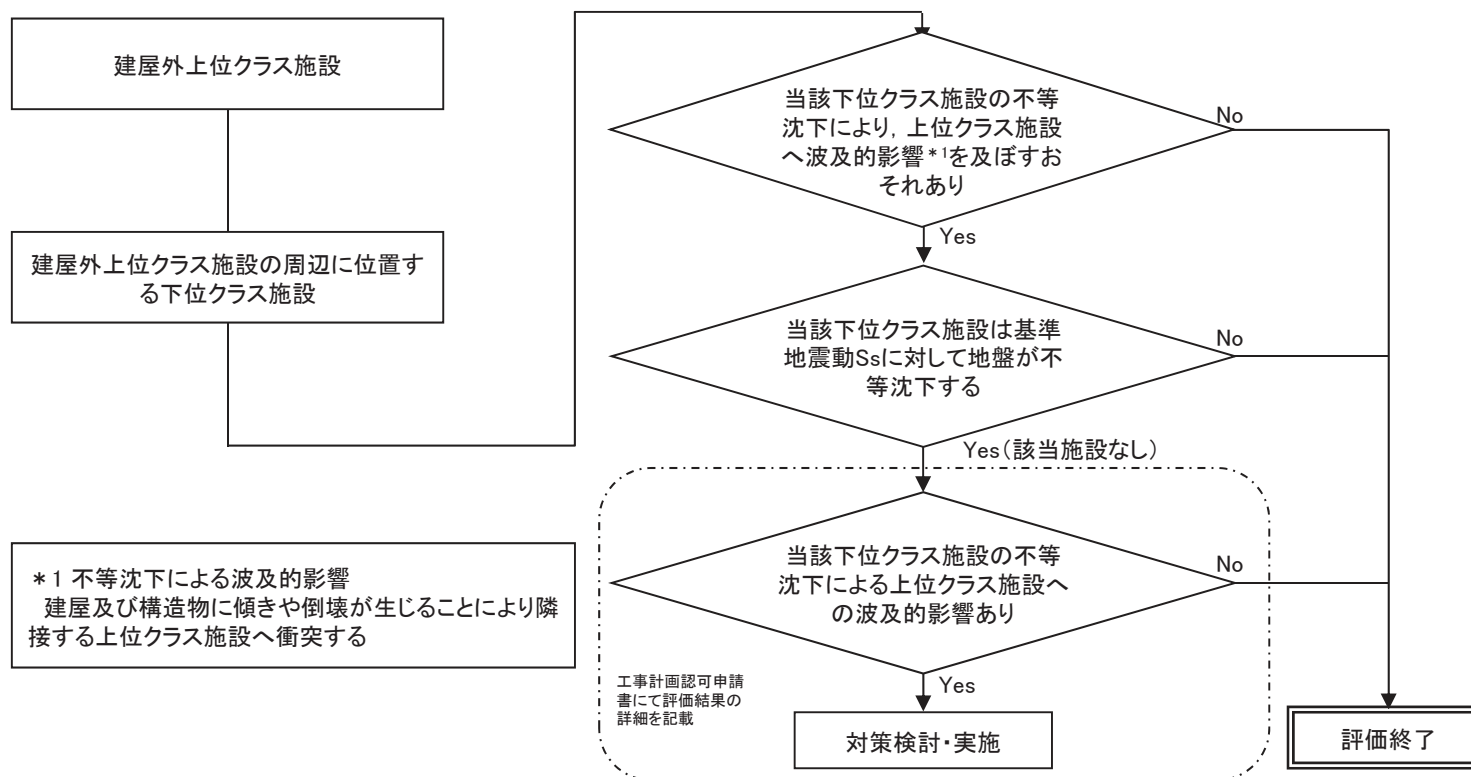 建屋外上位クラス施設
建屋外上位クラス施設の周辺に位置す
る下位クラス施設
当該下位クラス施設の不等
沈下により，上位クラス施設
へ波及的影響＊1を及ぼすお
それあり
No
Yes
当該下位クラス施設は基準
地震動Ssに対して地盤が不
等沈下する
No
Yes（該当施設なし）
当該下位クラス施設の不等
沈下による上位クラス施設へ
の波及的影響あり
No
Yes
工事計画認可申請
書にて評価結果の
詳細を記載
対策検討・実施
評価終了
＊1 不等沈下による波及的影響
建屋及び構造物に傾きや倒壊が生じることにより隣
接する上位クラス施設へ衝突する